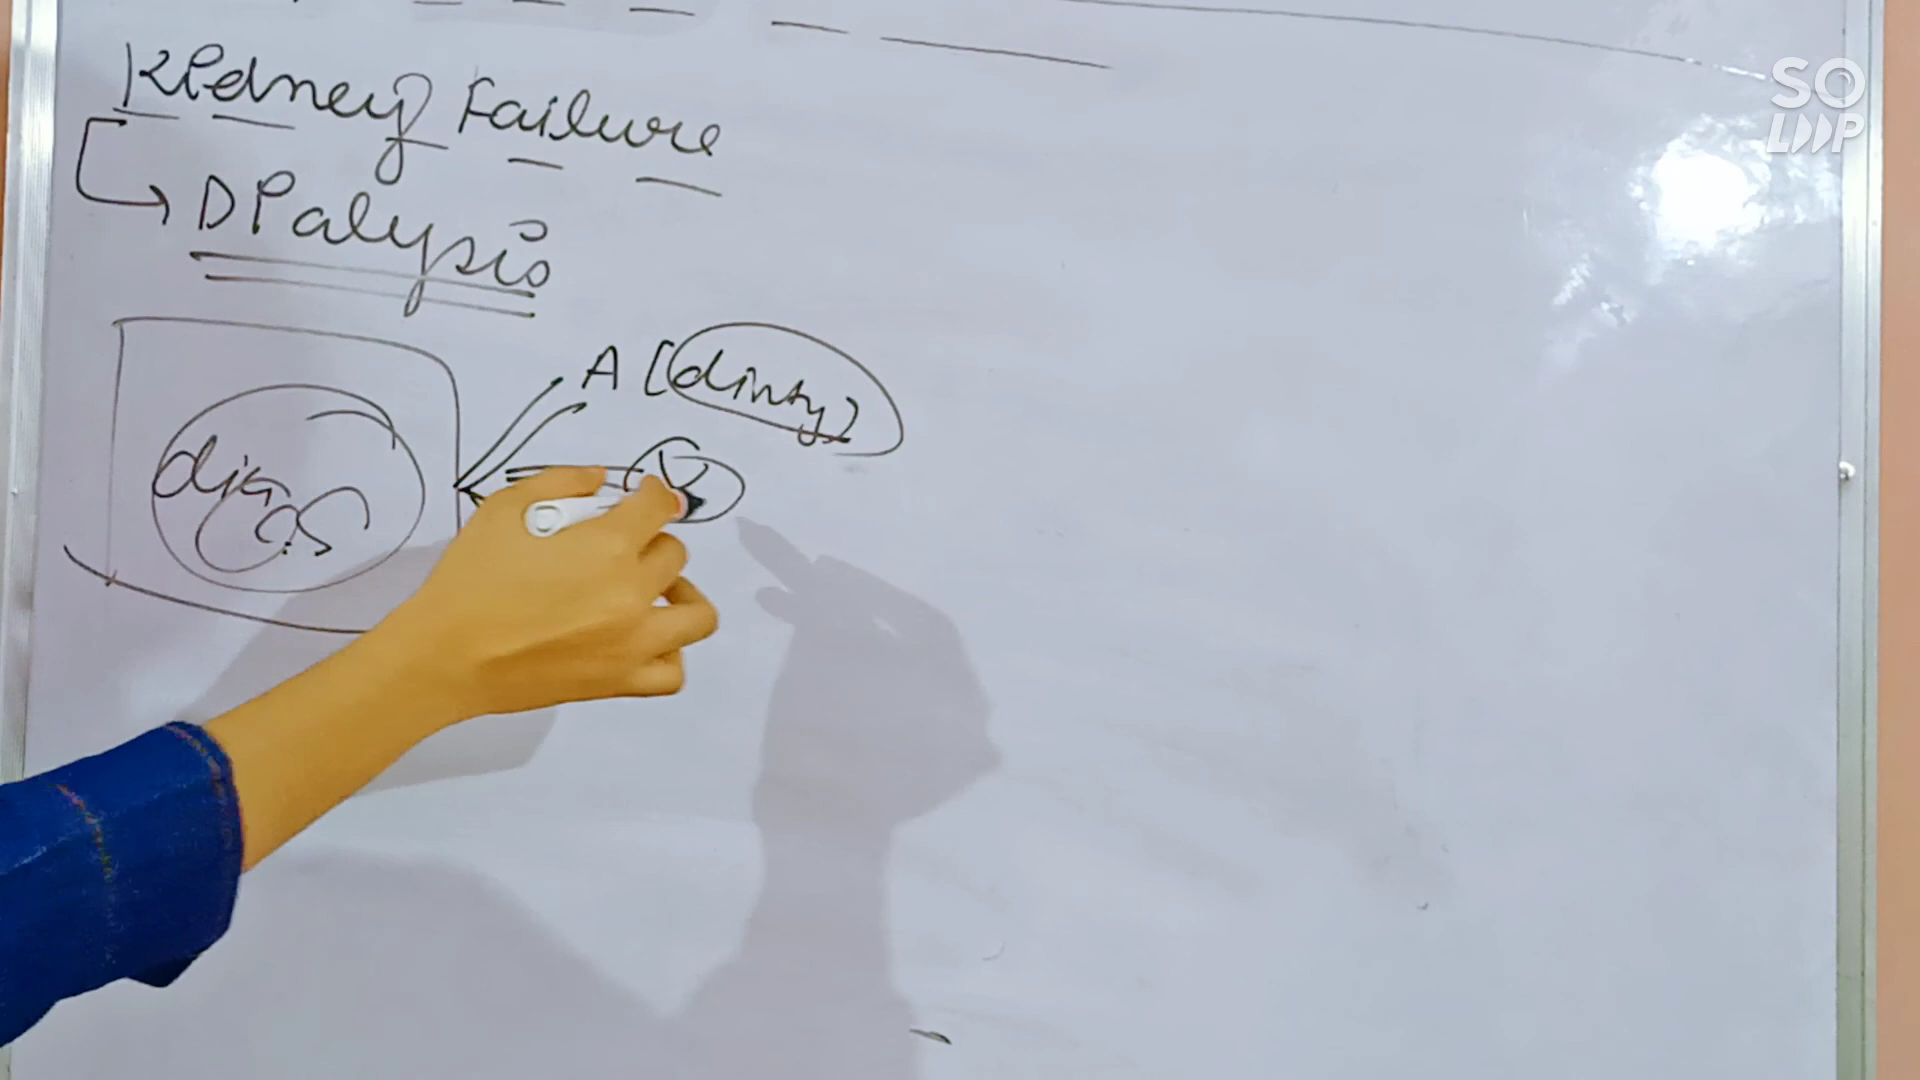 Kidney Failure
Dialysis
A [dirty]
V
SO
LOOP